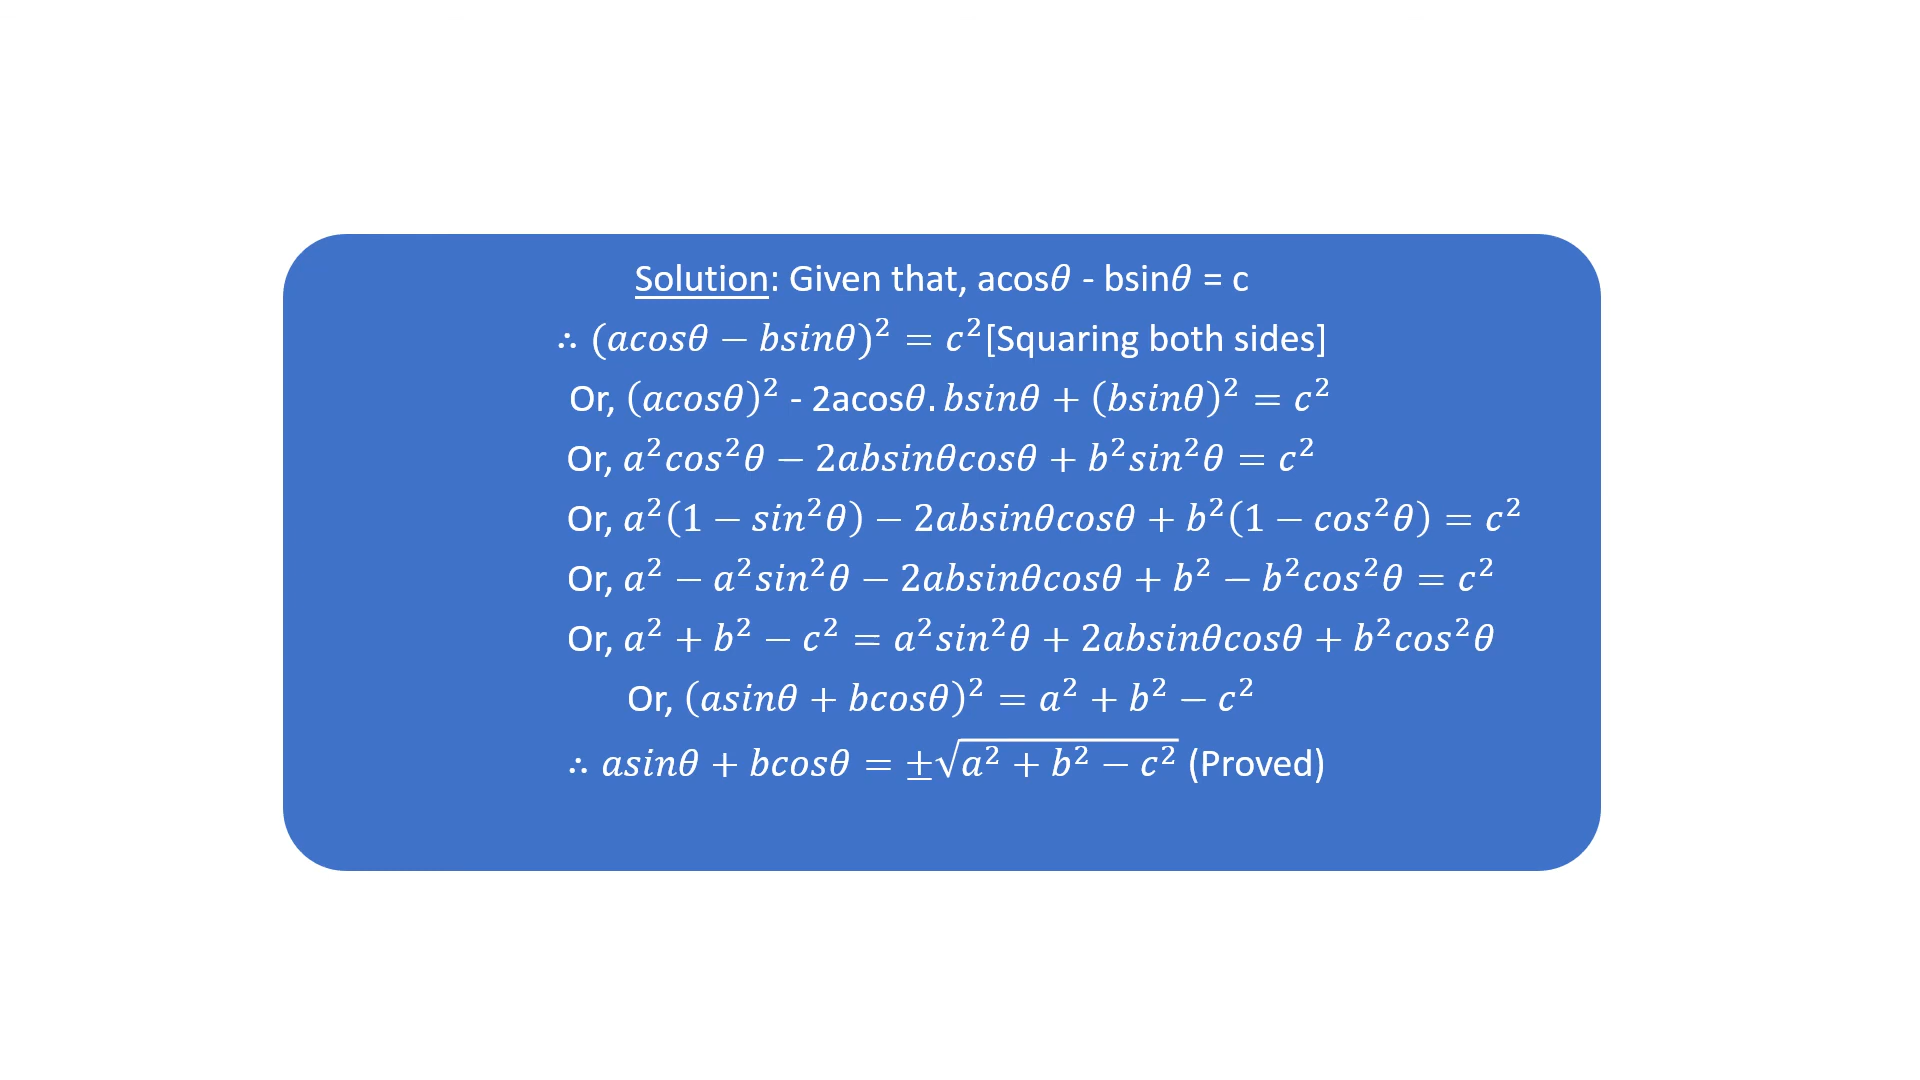 Solution: Given that, acos𝜃 - bsin𝜃 = c
∴ (𝑎𝑐𝑜𝑠𝜃 − 𝑏𝑠𝑖𝑛𝜃)² = 𝑐²[Squaring both sides]
Or, (𝑎𝑐𝑜𝑠𝜃)² - 2acos𝜃. 𝑏𝑠𝑖𝑛𝜃 + (𝑏𝑠𝑖𝑛𝜃)² = 𝑐²
Or, 𝑎²𝑐𝑜𝑠²𝜃 − 2𝑎𝑏𝑠𝑖𝑛𝜃𝑐𝑜𝑠𝜃 + 𝑏²𝑠𝑖𝑛²𝜃 = 𝑐²
Or, 𝑎²(1 − 𝑠𝑖𝑛²𝜃) − 2𝑎𝑏𝑠𝑖𝑛𝜃𝑐𝑜𝑠𝜃 + 𝑏²(1 − 𝑐𝑜𝑠²𝜃) = 𝑐²
Or, 𝑎² − 𝑎²𝑠𝑖𝑛²𝜃 − 2𝑎𝑏𝑠𝑖𝑛𝜃𝑐𝑜𝑠𝜃 + 𝑏² − 𝑏²𝑐𝑜𝑠²𝜃 = 𝑐²
Or, 𝑎² + 𝑏² − 𝑐² = 𝑎²𝑠𝑖𝑛²𝜃 + 2𝑎𝑏𝑠𝑖𝑛𝜃𝑐𝑜𝑠𝜃 + 𝑏²𝑐𝑜𝑠²𝜃
Or, (𝑎𝑠𝑖𝑛𝜃 + 𝑏𝑐𝑜𝑠𝜃)² = 𝑎² + 𝑏² − 𝑐²
∴ 𝑎𝑠𝑖𝑛𝜃 + 𝑏𝑐𝑜𝑠𝜃 = ±√(𝑎² + 𝑏² − 𝑐²) (Proved)